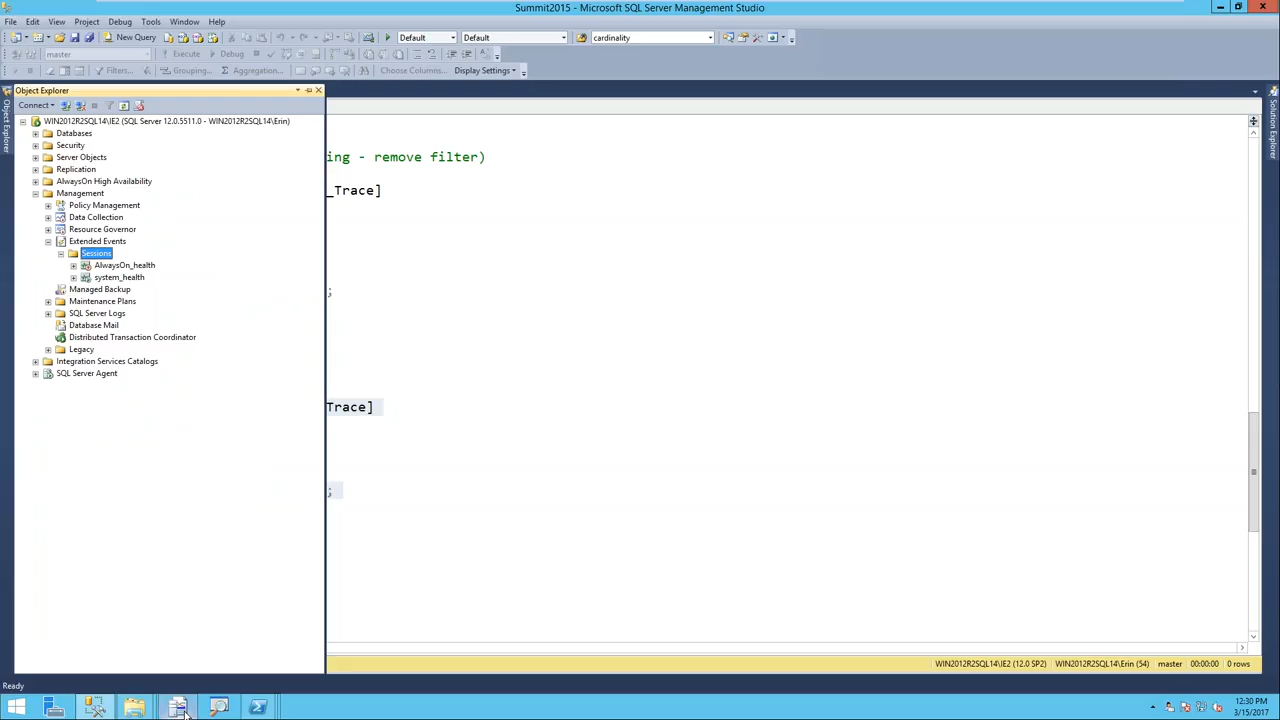 Summit2015 - Microsoft SQL Server Management Studio
File Edit View Project Debug Tools Window Help
New Query Default Default cardinality
master Execute Debug
Filters... Grouping... Aggregation... Choose Columns... Display Settings
Object Explorer
Connect
WIN2012R2SQL14\IE2 (SQL Server 12.0.5511.0 - WIN2012R2SQL14\Erin)
Databases
Security
Server Objects
Replication
AlwaysOn High Availability
Management
Policy Management
Data Collection
Resource Governor
Extended Events
Sessions
AlwaysOn_health
system_health
Managed Backup
Maintenance Plans
SQL Server Logs
Database Mail
Distributed Transaction Coordinator
Legacy
Integration Services Catalogs
SQL Server Agent
Object Explorer
ing - remove filter)
_Trace]
;
Trace]
;
Solution Explorer
WIN2012R2SQL14\IE2 (12.0 SP2) WIN2012R2SQL14\Erin (54) master 00:00:00 0 rows
Ready
12:30 PM
3/15/2017